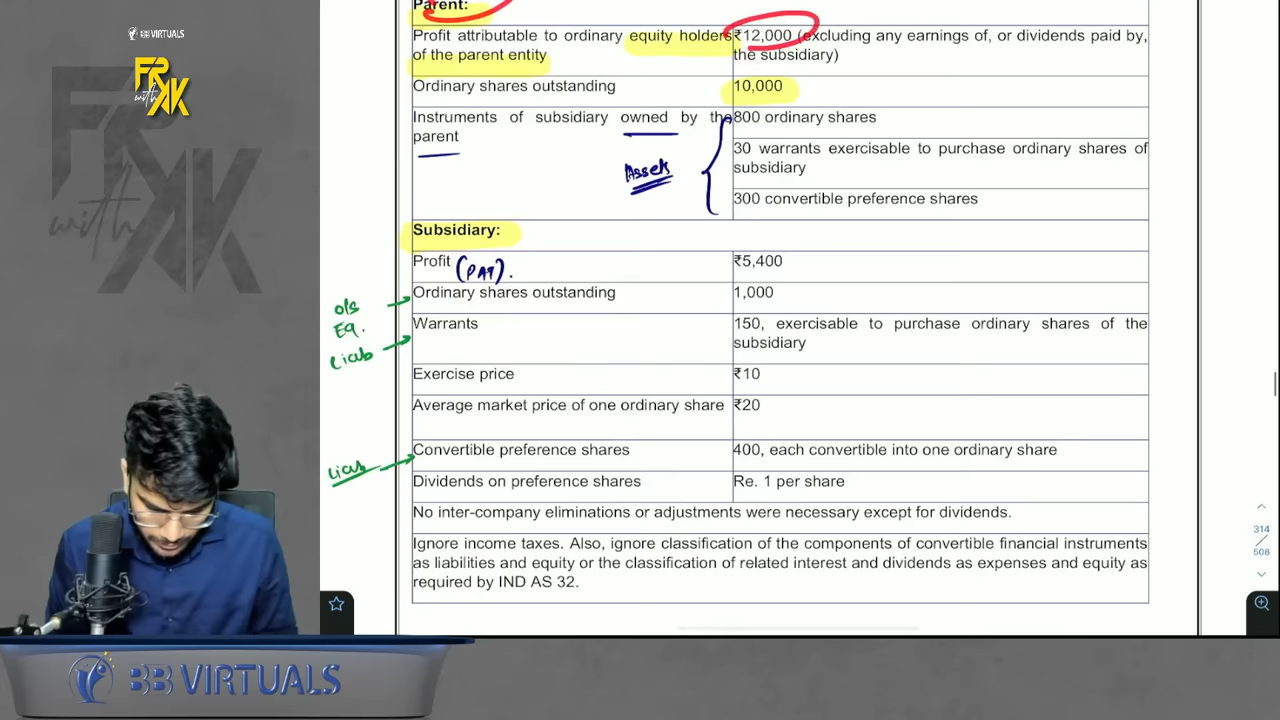 Parent:
BB VIRTUALS
FR
with
AK
Profit attributable to ordinary equity holders of the parent entity
₹12,000 (excluding any earnings of, or dividends paid by, the subsidiary)
Ordinary shares outstanding
10,000
Instruments of subsidiary owned by the parent
Assets
800 ordinary shares
30 warrants exercisable to purchase ordinary shares of subsidiary
300 convertible preference shares
Subsidiary:
Profit (PAT).
₹5,400
o/s
Eq.
Ordinary shares outstanding
1,000
Liab
Warrants
150, exercisable to purchase ordinary shares of the subsidiary
Exercise price
₹10
Average market price of one ordinary share
₹20
Liab
Convertible preference shares
400, each convertible into one ordinary share
Dividends on preference shares
Re. 1 per share
No inter-company eliminations or adjustments were necessary except for dividends.
Ignore income taxes. Also, ignore classification of the components of convertible financial instruments
as liabilities and equity or the classification of related interest and dividends as expenses and equity as
required by IND AS 32.
314
508
BB VIRTUALS